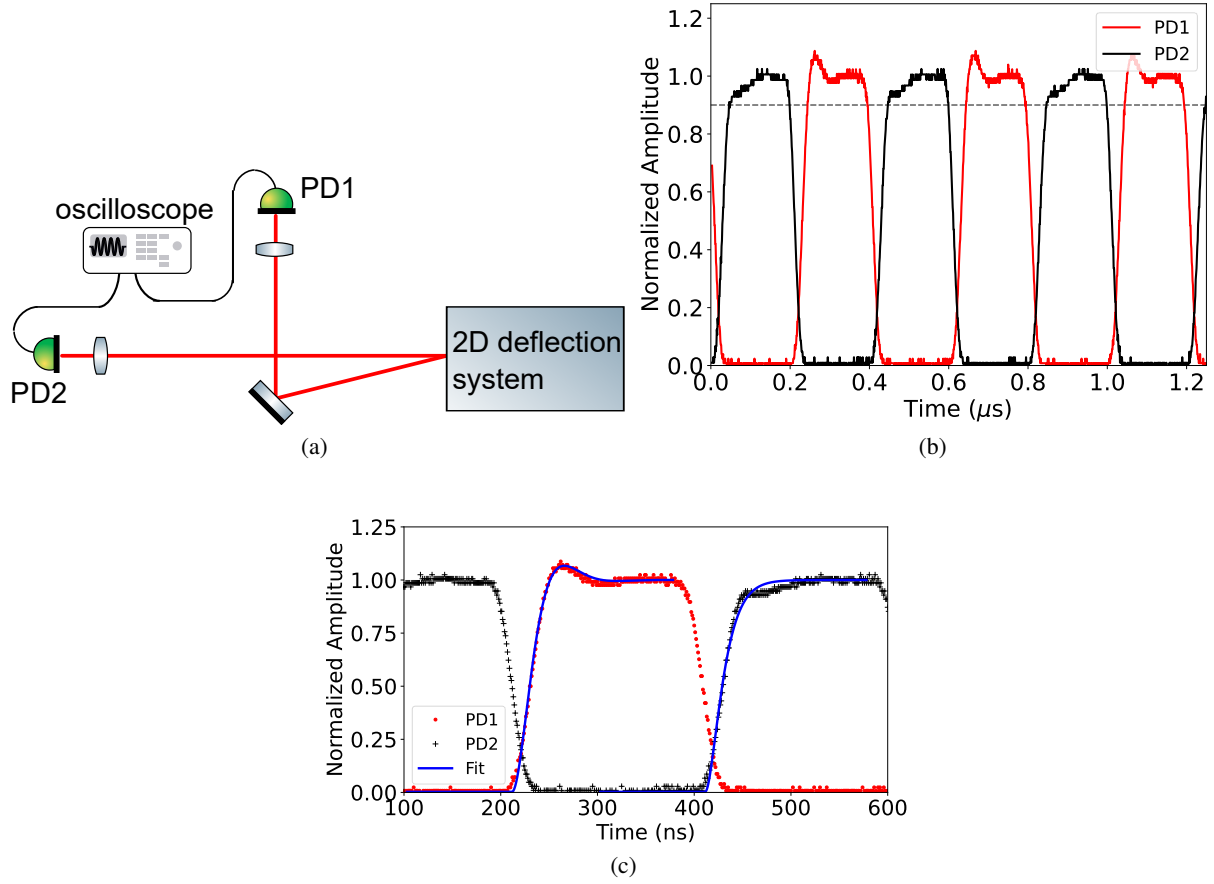 PD1
oscilloscope
PD2
2D deflection
system
(a)
Normalized Amplitude
1.2
1.0
0.8
0.6
0.4
0.2
0.0
0.0 0.2 0.4 0.6 0.8 1.0 1.2
Time (μs)
PD1
PD2
(b)
Normalized Amplitude
1.25
1.00
0.75
0.50
0.25
0.00
PD1
PD2
Fit
100 200 300 400 500 600
Time (ns)
(c)